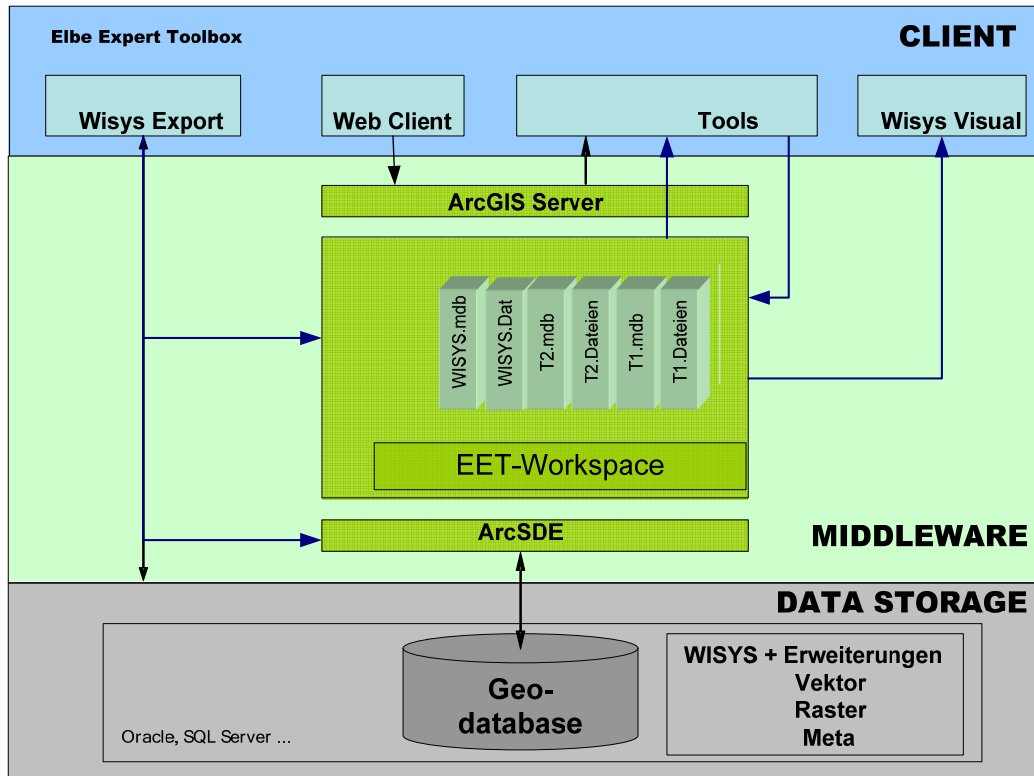 Elbe Expert Toolbox
CLIENT
Wisys Export
Web Client
Tools
Wisys Visual
ArcGIS Server
WISYS.mdb
WISYS.Dat
T2.mdb
T2.Dateien
T1.mdb
T1.Dateien
EET-Workspace
ArcSDE
MIDDLEWARE
DATA STORAGE
Geo-
database
WISYS + Erweiterungen
Vektor
Raster
Meta
Oracle, SQL Server ...